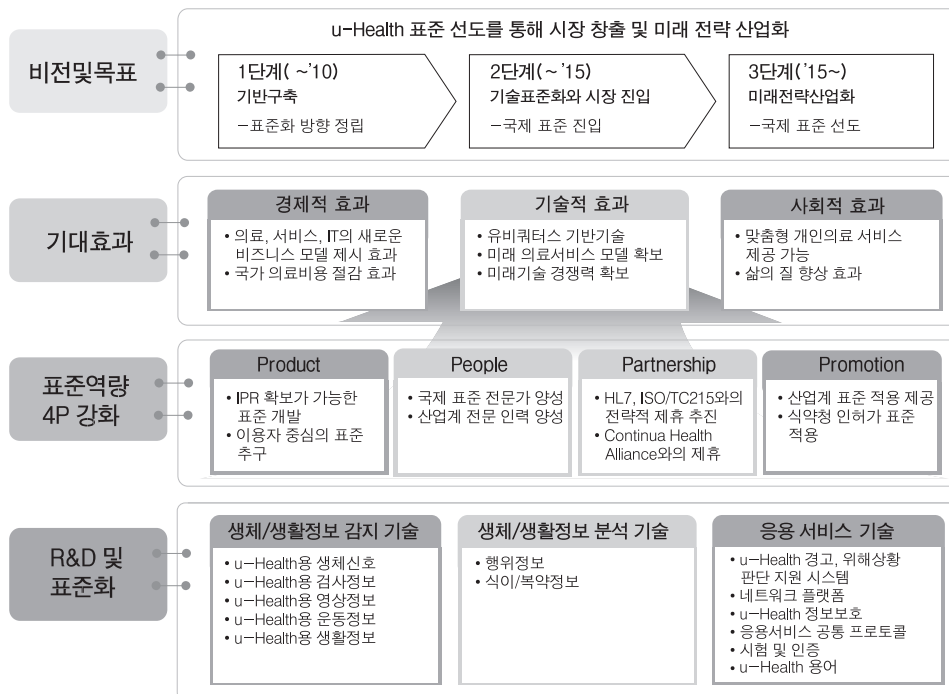 비전및목표
u-Health 표준 선도를 통해 시장 창출 및 미래 전략 산업화
1단계( ~'10)
기반구축
-표준화 방향 정립
2단계(~'15)
기술표준화와 시장 진입
-국제 표준 진입
3단계('15~)
미래전략산업화
-국제 표준 선도
기대효과
경제적 효과
• 의료, 서비스, IT의 새로운
비즈니스 모델 제시 효과
• 국가 의료비용 절감 효과
기술적 효과
• 유비쿼터스 기반기술
• 미래 의료서비스 모델 확보
• 미래기술 경쟁력 확보
사회적 효과
• 맞춤형 개인의료 서비스
제공 가능
• 삶의 질 향상 효과
표준역량
4P 강화
Product
• IPR 확보가 가능한
표준 개발
• 이용자 중심의 표준
추구
People
• 국제 표준 전문가 양성
• 산업계 전문 인력 양성
Partnership
• HL7, ISO/TC215와의
전략적 제휴 추진
• Continua Health
Alliance와의 제휴
Promotion
• 산업계 표준 적용 제공
• 식약청 인허가 표준
적용
R&D 및
표준화
생체/생활정보 감지 기술
• u-Health용 생체신호
• u-Health용 검사정보
• u-Health용 영상정보
• u-Health용 운동정보
• u-Health용 생활정보
생체/생활정보 분석 기술
• 행위정보
• 식이/복약정보
응용 서비스 기술
• u-Health 경고, 위해상황
판단 지원 시스템
• 네트워크 플랫폼
• u-Health 정보보호
• 응용서비스 공통 프로토콜
• 시험 및 인증
• u-Health 용어